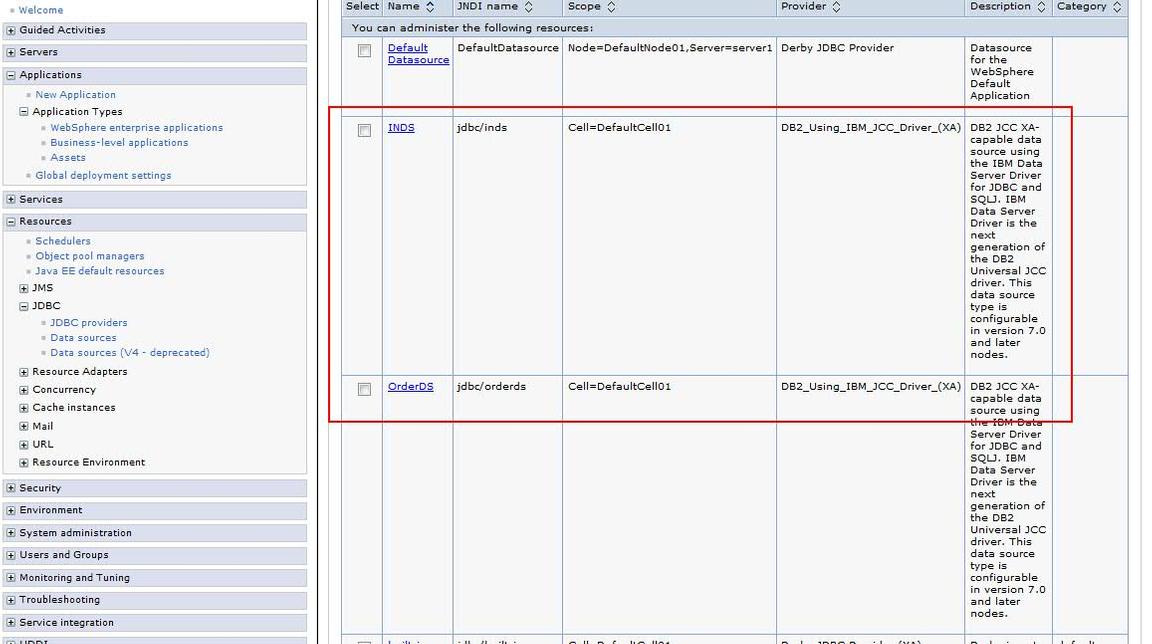 Welcome
Guided Activities
Servers
Applications
New Application
Application Types
WebSphere enterprise applications
Business-level applications
Assets
Global deployment settings
Services
Resources
Schedulers
Object pool managers
Java EE default resources
JMS
JDBC
JDBC providers
Data sources
Data sources (V4 - deprecated)
Resource Adapters
Concurrency
Cache instances
Mail
URL
Resource Environment
Security
Environment
System administration
Users and Groups
Monitoring and Tuning
Troubleshooting
Service integration
UDDI
Select Name JNDI name Scope Provider Description Category
You can administer the following resources:
Default DefaultDatasource Node=DefaultNode01,Server=server1 Derby JDBC Provider Datasource
Datasource for the
WebSphere
Default
Application
INDS jdbc/inds Cell=DefaultCell01 DB2_Using_IBM_JCC_Driver_(XA) DB2 JCC XA-
capable data
source using
the IBM Data
Server Driver
for JDBC and
SQLJ. IBM
Data Server
Driver is the
next
generation of
the DB2
Universal JCC
driver. This
data source
type is
configurable
in version 7.0
and later
nodes.
OrderDS jdbc/orderds Cell=DefaultCell01 DB2_Using_IBM_JCC_Driver_(XA) DB2 JCC XA-
capable data
source using
the IBM Data
Server Driver
for JDBC and
SQLJ. IBM
Data Server
Driver is the
next
generation of
the DB2
Universal JCC
driver. This
data source
type is
configurable
in version 7.0
and later
nodes.